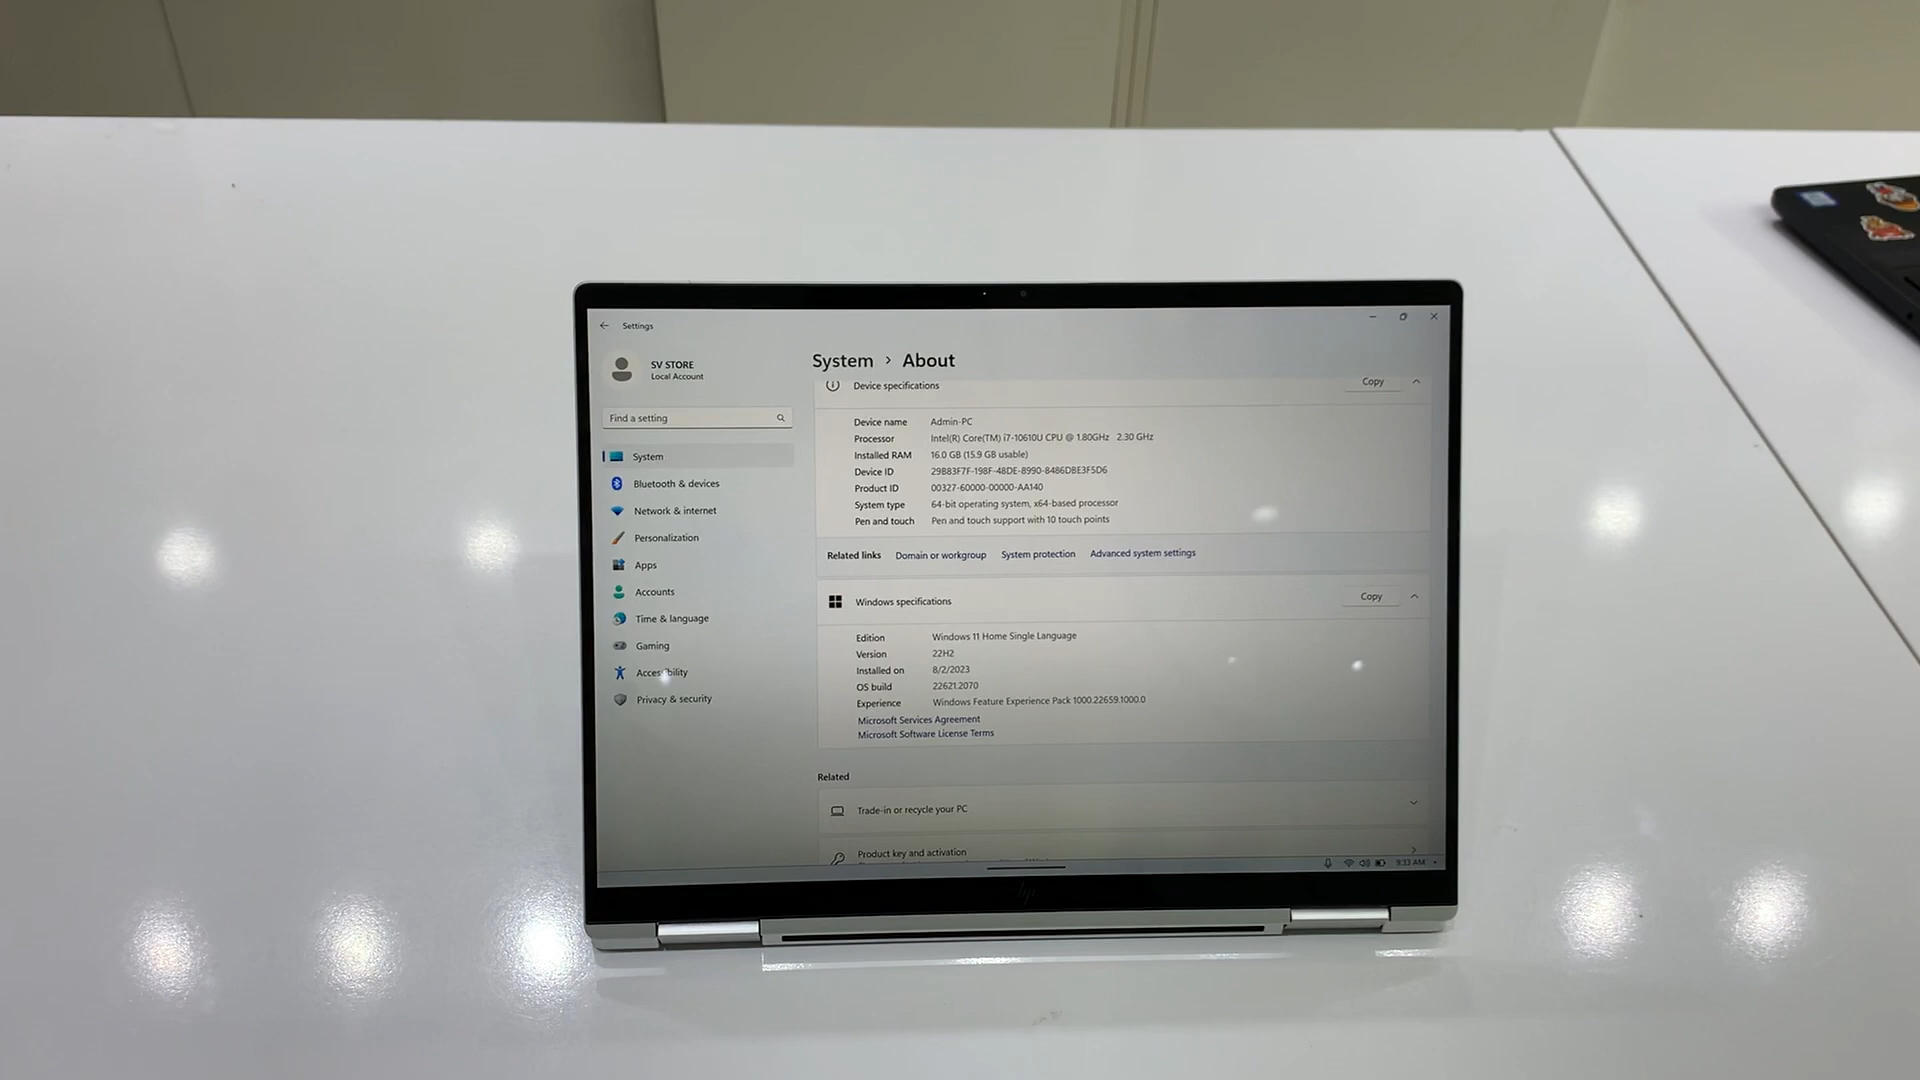 Settings
SV STORE
Local Account
Find a setting
System
Bluetooth & devices
Network & internet
Personalization
Apps
Accounts
Time & language
Gaming
Accessibility
Privacy & security
System > About
Device specifications
Copy
Device name Admin-PC
Processor Intel(R) Core(TM) i7-10610U CPU @ 1.80GHz 2.30 GHz
Installed RAM 16.0 GB (15.9 GB usable)
Device ID 29B83F7F-198F-48DE-8990-8486DBE3F5D6
Product ID 00327-60000-00000-AA140
System type 64-bit operating system, x64-based processor
Pen and touch Pen and touch support with 10 touch points
Related links Domain or workgroup System protection Advanced system settings
Windows specifications
Copy
Edition Windows 11 Home Single Language
Version 22H2
Installed on 8/2/2023
OS build 22621.2070
Experience Windows Feature Experience Pack 1000.22659.1000.0
Microsoft Services Agreement
Microsoft Software License Terms
Related
Trade-in or recycle your PC
Product key and activation
9:33 AM
hp